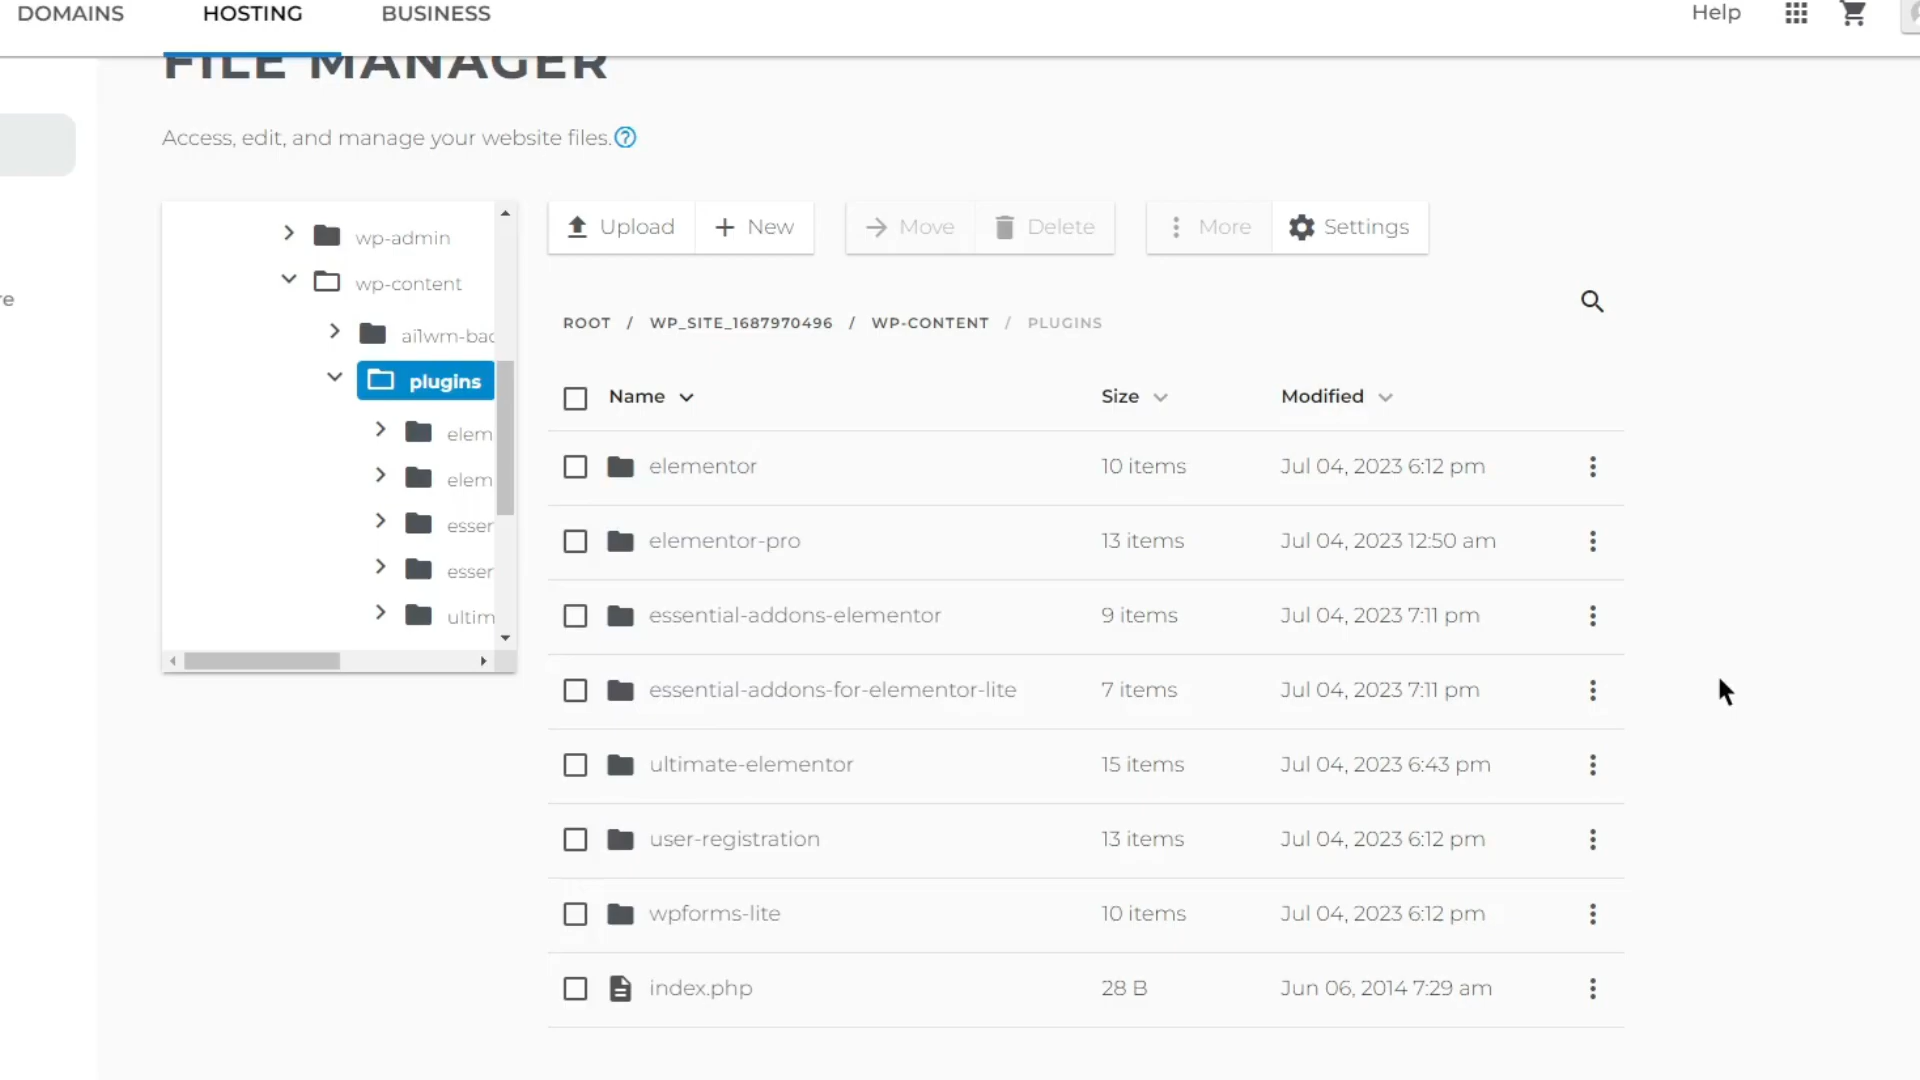 DOMAINS HOSTING BUSINESS Help
FILE MANAGER
Access, edit, and manage your website files.
re
wp-admin
wp-content
ai1wm-bac
plugins
elem
elem
esser
esser
ultim
Upload New Move Delete More Settings
ROOT / WP_SITE_1687970496 / WP-CONTENT / PLUGINS
Name Size Modified
elementor 10 items Jul 04, 2023 6:12 pm
elementor-pro 13 items Jul 04, 2023 12:50 am
essential-addons-elementor 9 items Jul 04, 2023 7:11 pm
essential-addons-for-elementor-lite 7 items Jul 04, 2023 7:11 pm
ultimate-elementor 15 items Jul 04, 2023 6:43 pm
user-registration 13 items Jul 04, 2023 6:12 pm
wpforms-lite 10 items Jul 04, 2023 6:12 pm
index.php 28 B Jun 06, 2014 7:29 am